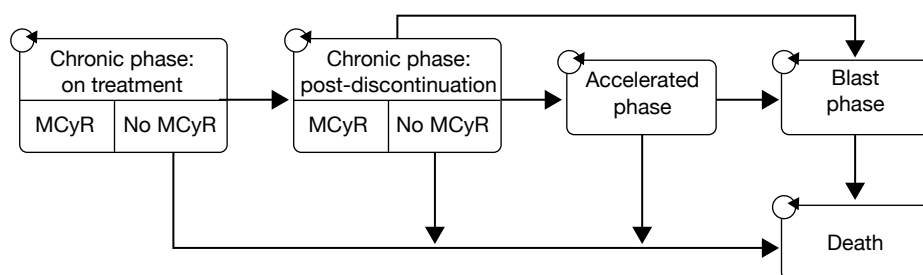 Chronic phase:
on treatment
MCyR
No MCyR
Chronic phase:
post-discontinuation
MCyR
No MCyR
Accelerated
phase
Blast
phase
Death